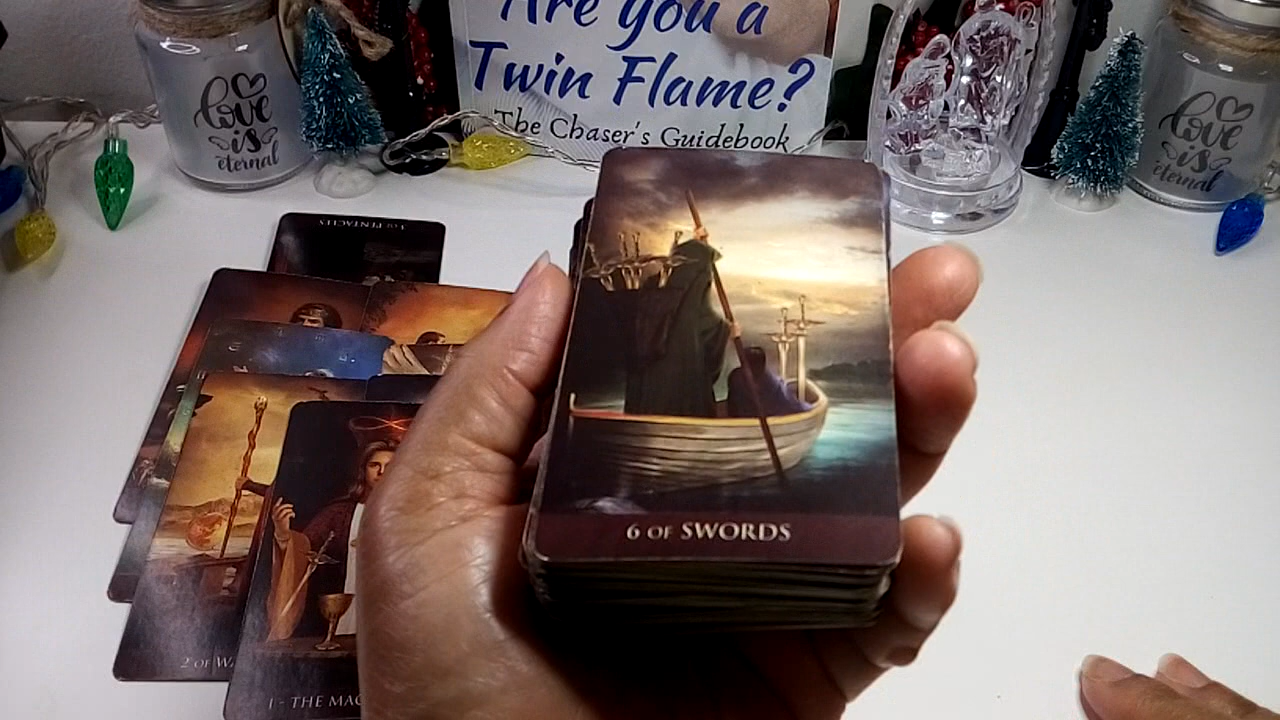 Are you a
Twin Flame?
The Chaser's Guidebook
love
is
eternal
love
is
eternal
OF PENTACLES
6 OF SWORDS
2 OF W
1 - THE MAG